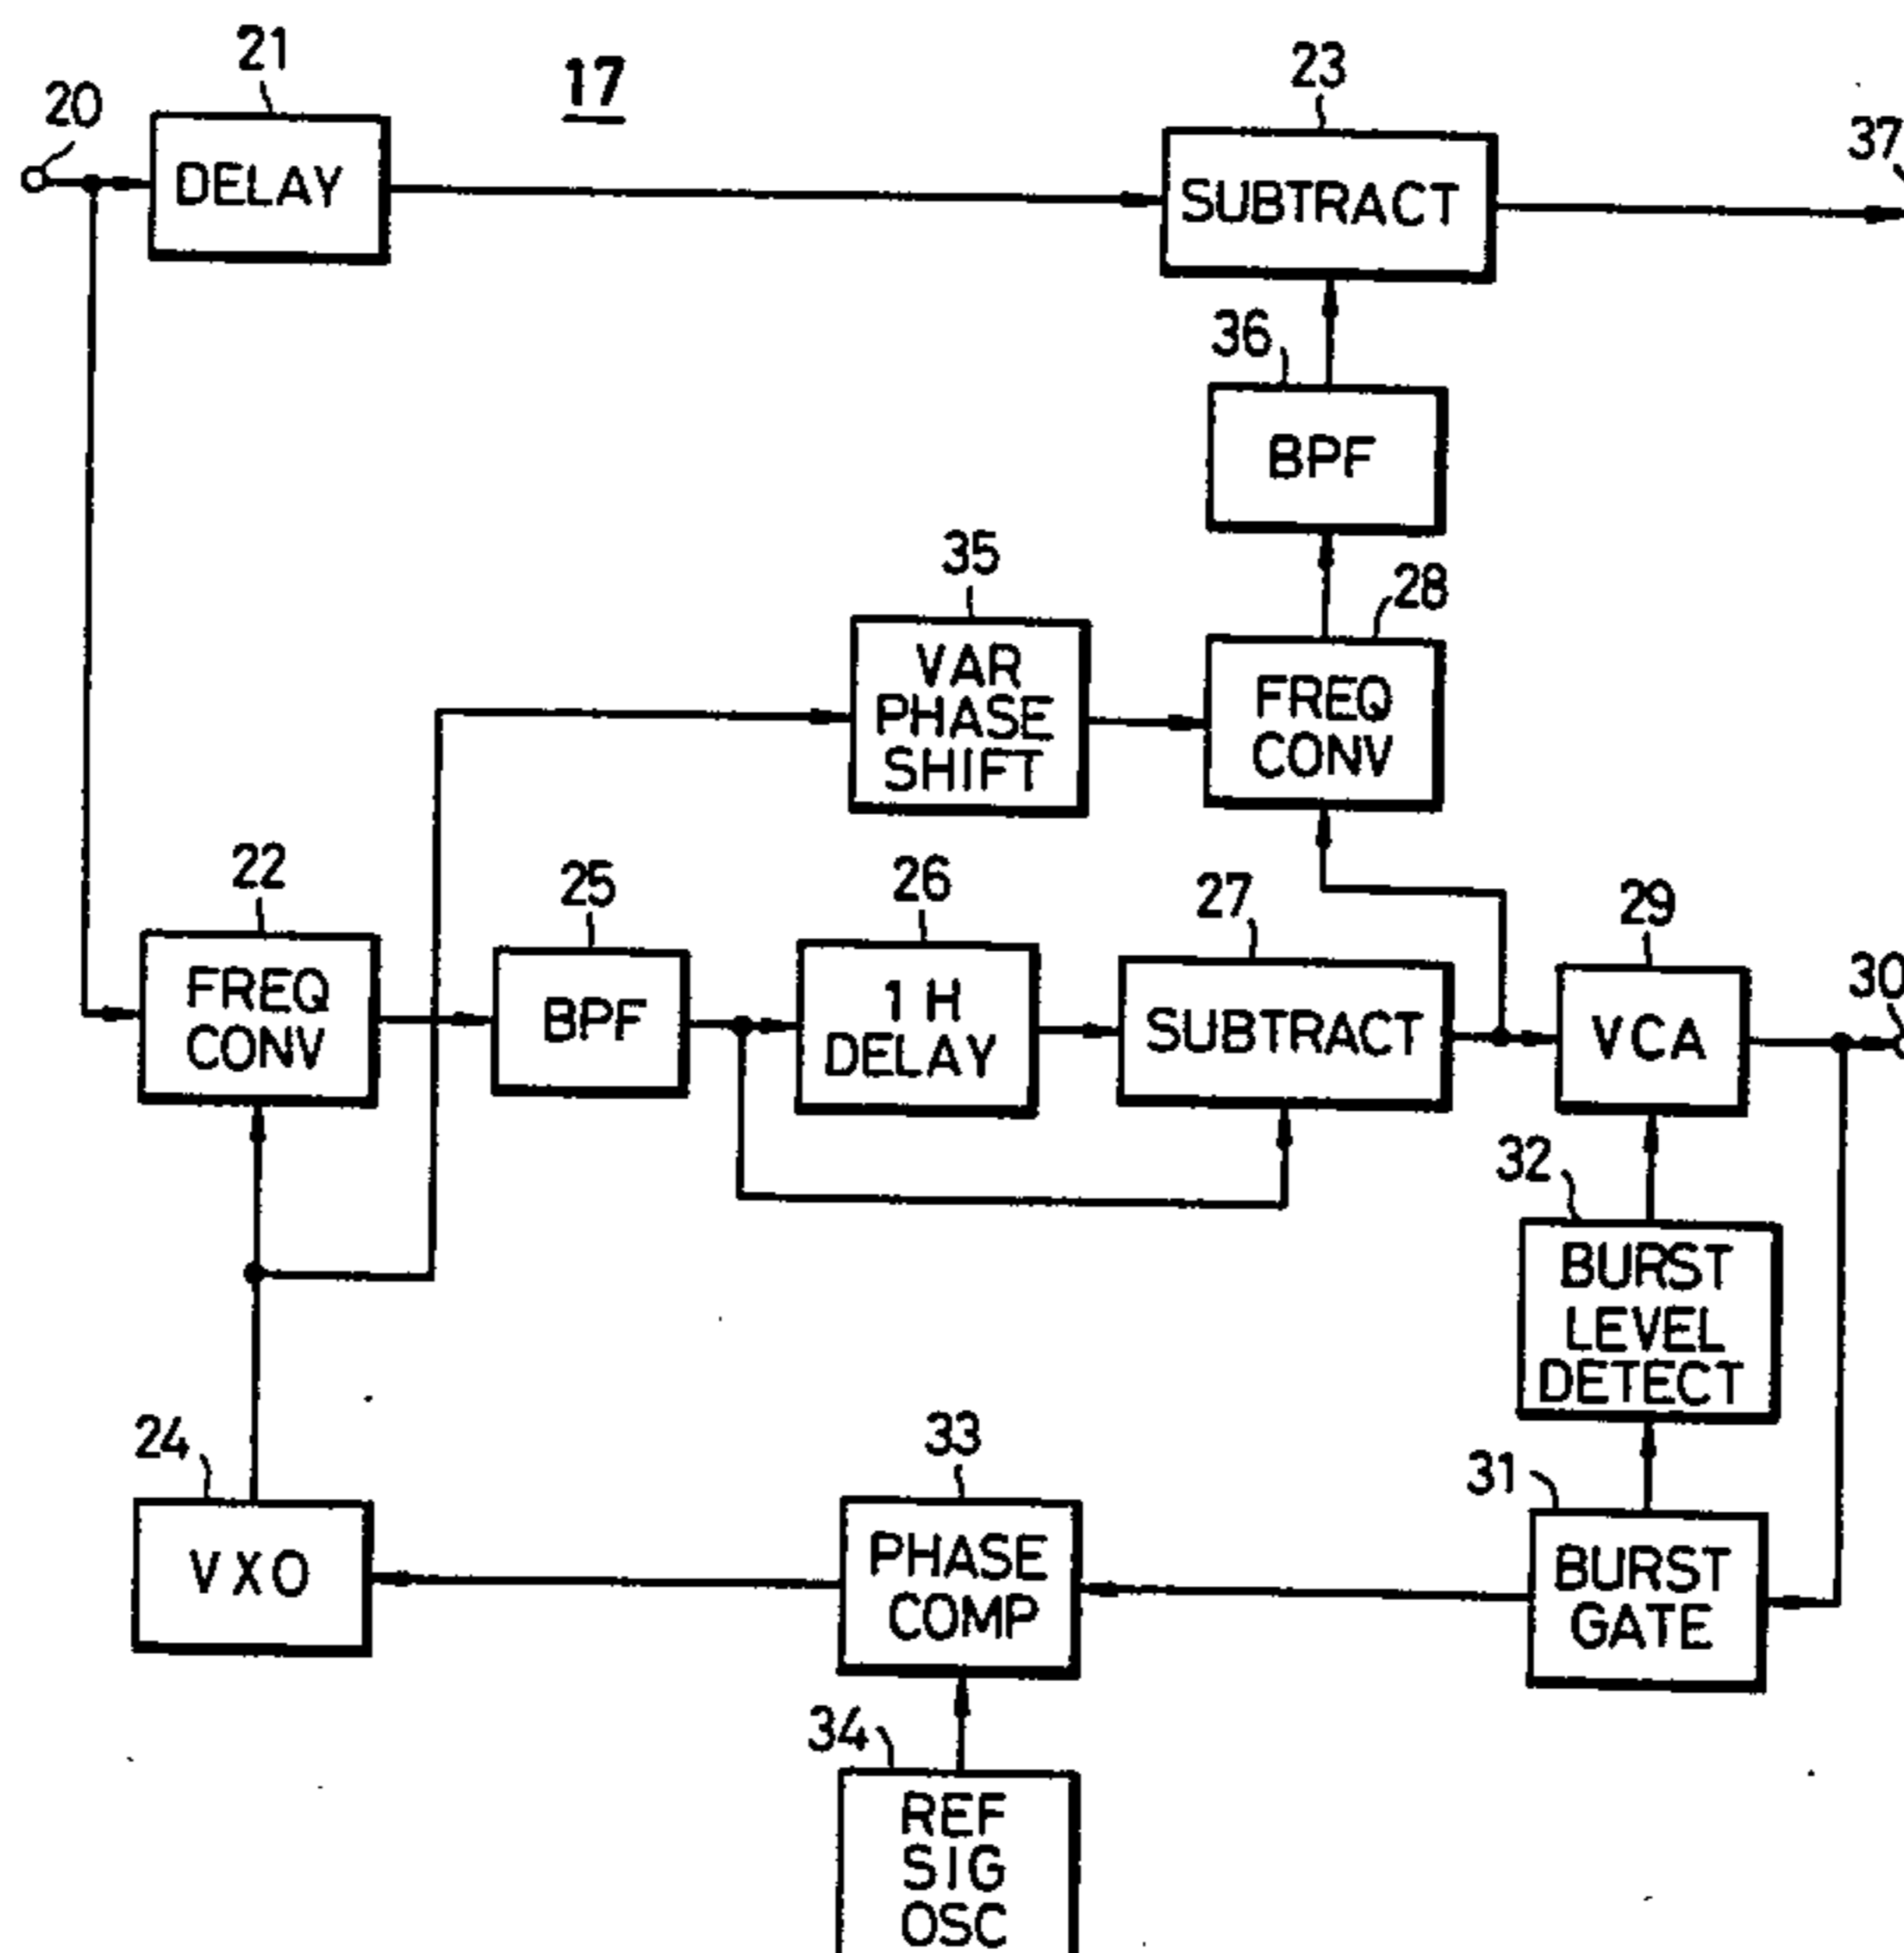 21
17
23
20
37
DELAY
SUBTRACT
36
BPF
35
28
VAR
PHASE
SHIFT
FREQ
CONV
22
25
26
27
29
30
FREQ
CONV
BPF
1H
DELAY
SUBTRACT
VCA
32
BURST
LEVEL
DETECT
24
33
31
VXO
PHASE
COMP
BURST
GATE
34
REF
SIG
OSC